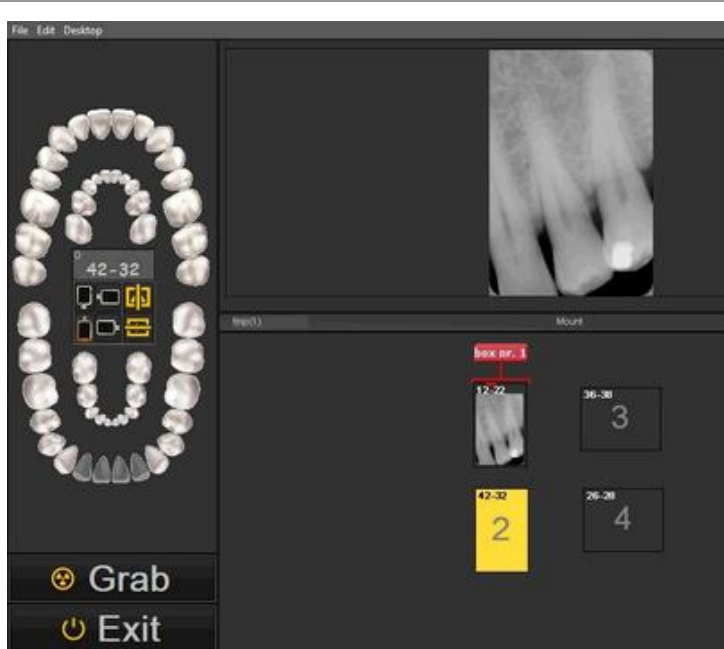 File Edit Desktop
42-32
tmp(1)
Mount
box nr. 1
12-22
36-38
3
42-32
2
26-28
4
Grab
Exit